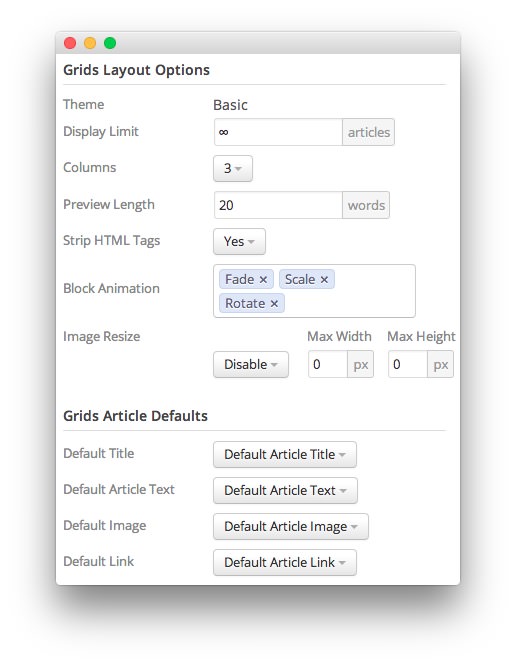 Grids Layout Options
Theme Basic
Display Limit ∞ articles
Columns 3
Preview Length 20 words
Strip HTML Tags Yes
Block Animation Fade × Scale ×
Rotate ×
Image Resize Max Width Max Height
Disable 0 px 0 px
Grids Article Defaults
Default Title Default Article Title
Default Article Text Default Article Text
Default Image Default Article Image
Default Link Default Article Link